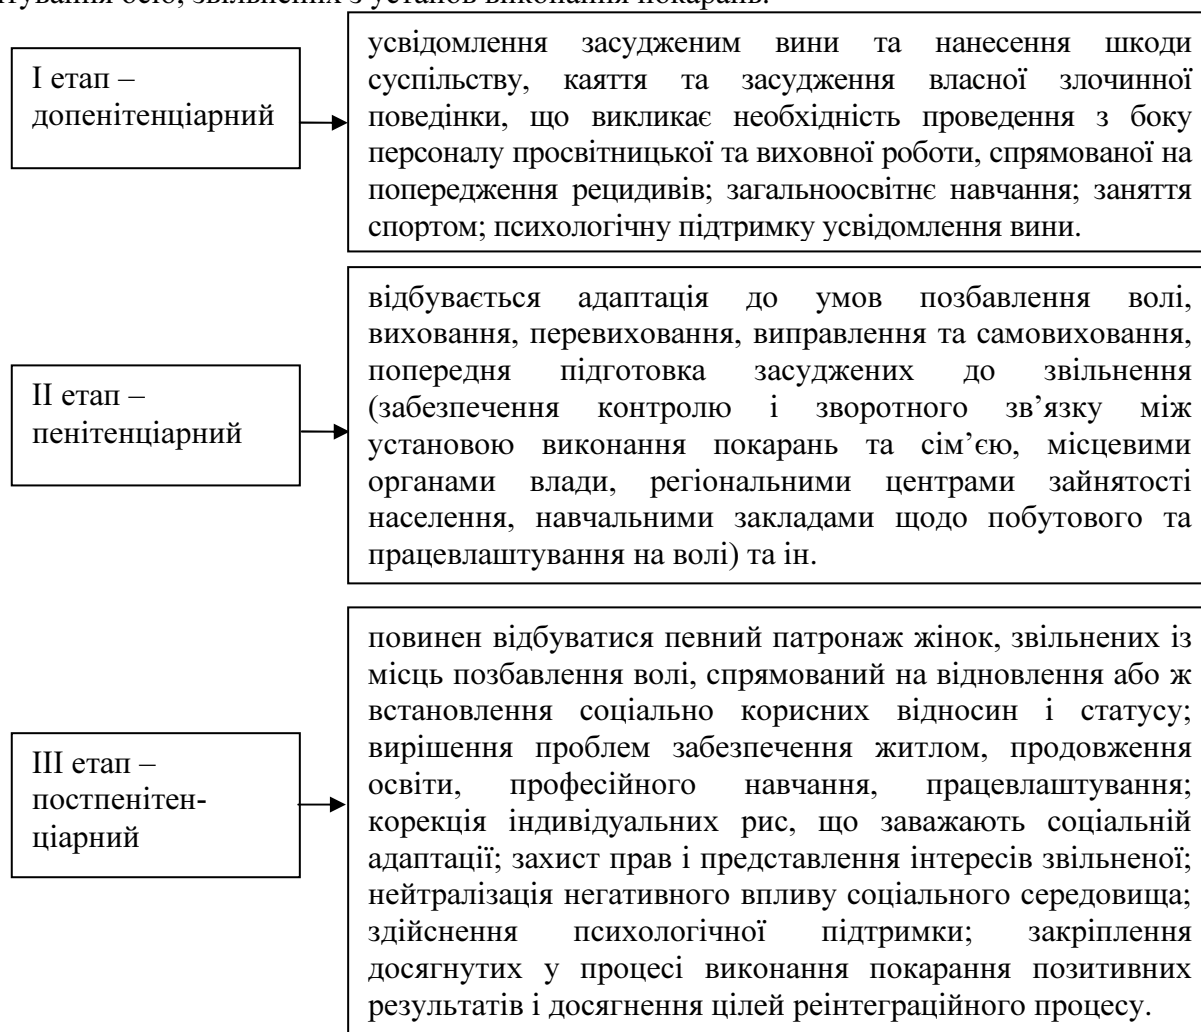 звільнених з установ виконання покарань.
І етап –
допенітенціарний
усвідомлення засудженим вини та нанесення шкоди
суспільству, каяття та засудження власної злочинної
поведінки, що викликає необхідність проведення з боку
персоналу просвітницької та виховної роботи, спрямованої на
попередження рецидивів; загальноосвітнє навчання; заняття
спортом; психологічну підтримку усвідомлення вини.
ІІ етап –
пенітенціарний
відбувається адаптація до умов позбавлення волі,
виховання, перевиховання, виправлення та самовиховання,
попередня підготовка засуджених до звільнення
(забезпечення контролю і зворотного зв’язку між
установою виконання покарань та сім’єю, місцевими
органами влади, регіональними центрами зайнятості
населення, навчальними закладами щодо побутового та
працевлаштування на волі) та ін.
ІІІ етап –
постпенітен-
ціарний
повинен відбуватися певний патронаж жінок, звільнених із
місць позбавлення волі, спрямований на відновлення або ж
встановлення соціально корисних відносин і статусу;
вирішення проблем забезпечення житлом, продовження
освіти, професійного навчання, працевлаштування;
корекція індивідуальних рис, що заважають соціальній
адаптації; захист прав і представлення інтересів звільненої;
нейтралізація негативного впливу соціального середовища;
здійснення психологічної підтримки; закріплення
досягнутих у процесі виконання покарання позитивних
результатів і досягнення цілей реінтеграційного процесу.